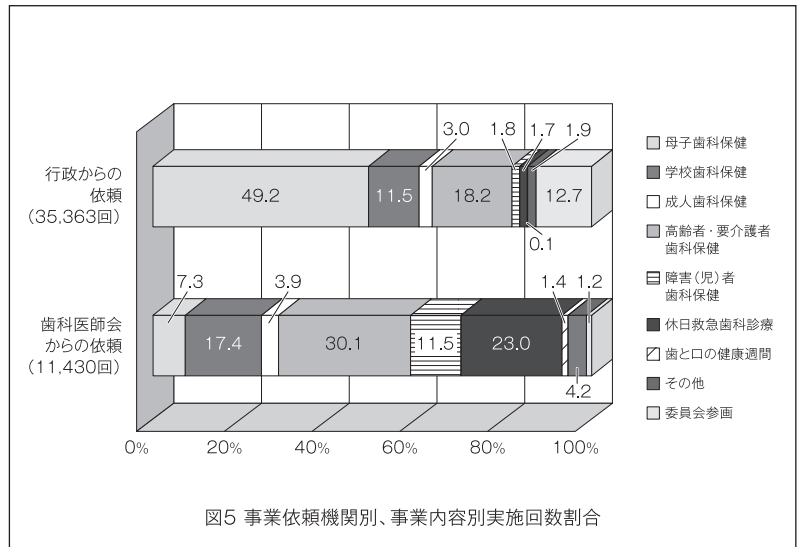 3.0
1.8
1.7
1.9
行政からの
依頼
(35,363回)
49.2
11.5
18.2
12.7
0.1
7.3
3.9
1.4
1.2
歯科医師会
からの依頼
(11,430回)
17.4
30.1
11.5
23.0
4.2
0%
20%
40%
60%
80%
100%
母子歯科保健
学校歯科保健
成人歯科保健
高齢者・要介護者
歯科保健
障害(児)者
歯科保健
休日救急歯科診療
歯と口の健康週間
その他
委員会参画
図5 事業依頼機関別、事業内容別実施回数割合